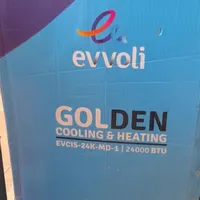 evvoli
GOLDEN
COOLING & HEATING
EVCIS-24K-MD-1 | 24000 BTU